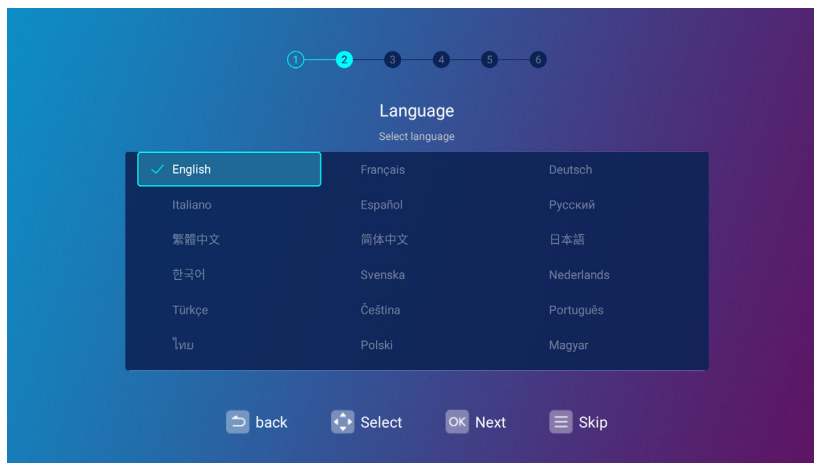 1 2 3 4 5 6
Language
Select language
English Français Deutsch
Italiano Español Русский
繁體中文 简体中文 日本語
한국어 Svenska Nederlands
Türkçe Čeština Português
ไทย Polski Magyar
back Select OK Next Skip